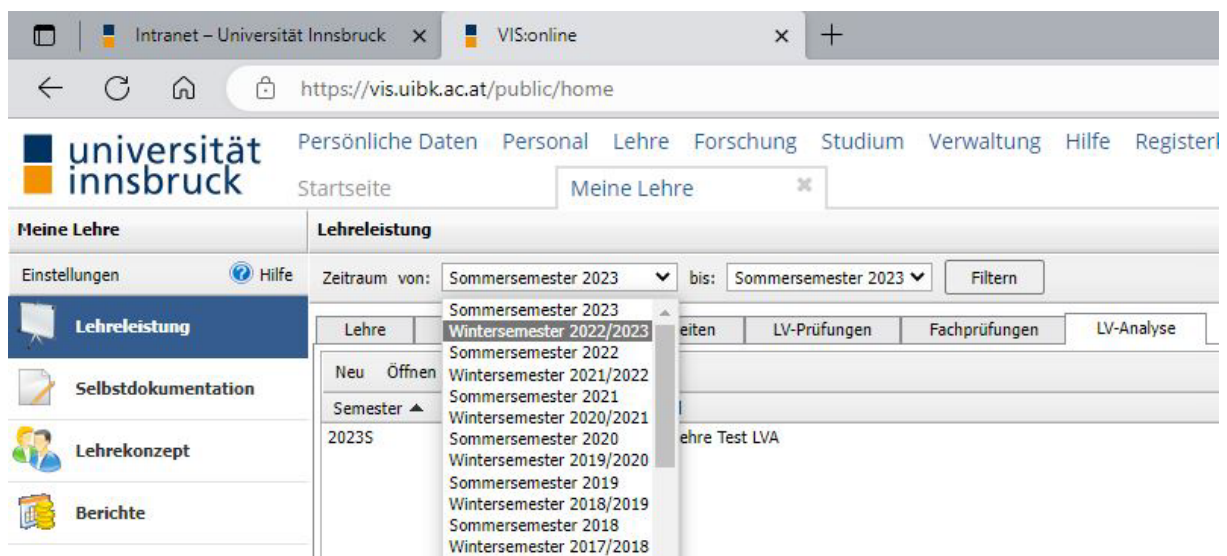 Intranet – Universität Innsbruck
VIS:online
https://vis.uibk.ac.at/public/home
universität innsbruck
Persönliche Daten Personal Lehre Forschung Studium Verwaltung Hilfe
Startseite Meine Lehre
Meine Lehre
Lehreleistung
Einstellungen Hilfe
Zeitraum von: Sommersemester 2023 bis: Sommersemester 2023 Filtern
Lehreleistung
Selbstdokumentation
Lehrekonzept
Berichte
Sommersemester 2023
Wintersemester 2022/2023
Sommersemester 2022
Wintersemester 2021/2022
Sommersemester 2021
Wintersemester 2020/2021
Sommersemester 2020
Wintersemester 2019/2020
Sommersemester 2019
Wintersemester 2018/2019
Sommersemester 2018
Wintersemester 2017/2018
Lehre eiten LV-Prüfungen Fachprüfungen LV-Analyse
Neu Öffnen
Semester
2023S ehre Test LVA